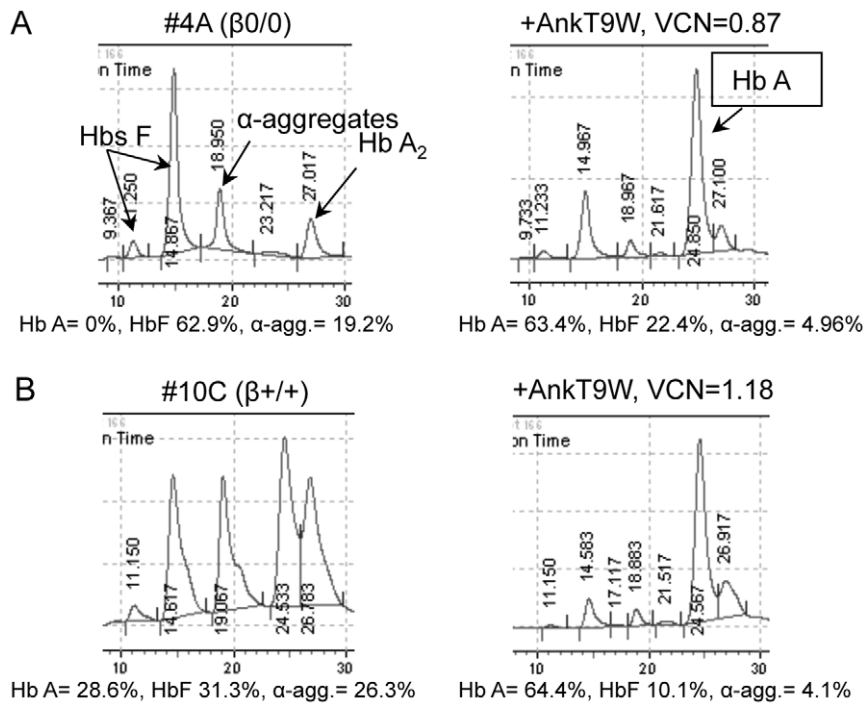 A
#4A (β0/0)
+AnkT9W, VCN=0.87
n Time
Hbs F
α-aggregates
Hb A2
9.367
14.867
18.950
23.217
27.017
10
20
30
Hb A= 0%, HbF 62.9%, α-agg.= 19.2%
on Time
Hb A
9.733
11.233
14.967
18.967
21.617
24.850
27.100
10
20
30
Hb A= 63.4%, HbF 22.4%, α-agg.= 4.96%
B
#10C (β+/+)
+AnkT9W, VCN=1.18
n Time
11.150
14.617
19.067
24.533
26.783
10
20
30
Hb A= 28.6%, HbF 31.3%, α-agg.= 26.3%
on Time
11.150
14.583
17.117
18.883
21.517
24.567
26.917
10
20
30
Hb A= 64.4%, HbF 10.1%, α-agg.= 4.1%